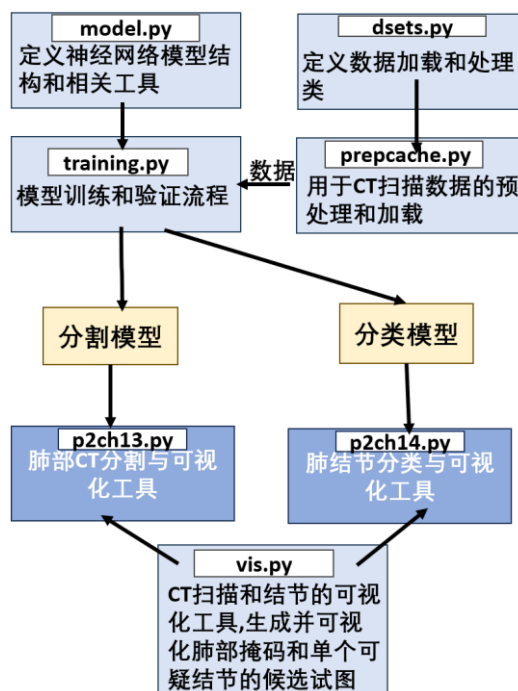 model.py
定义神经网络模型结
构和相关工具
dsets.py
定义数据加载和处理
类
training.py
模型训练和验证流程
数据
prepcache.py
用于CT扫描数据的预
处理和加载
分割模型
分类模型
p2ch13.py
肺部CT分割与可视
化工具
p2ch14.py
肺结节分类与可视
化工具
vis.py
CT扫描和结节的可视
化工具,生成并可视
化肺部掩码和单个可
疑结节的候选试图